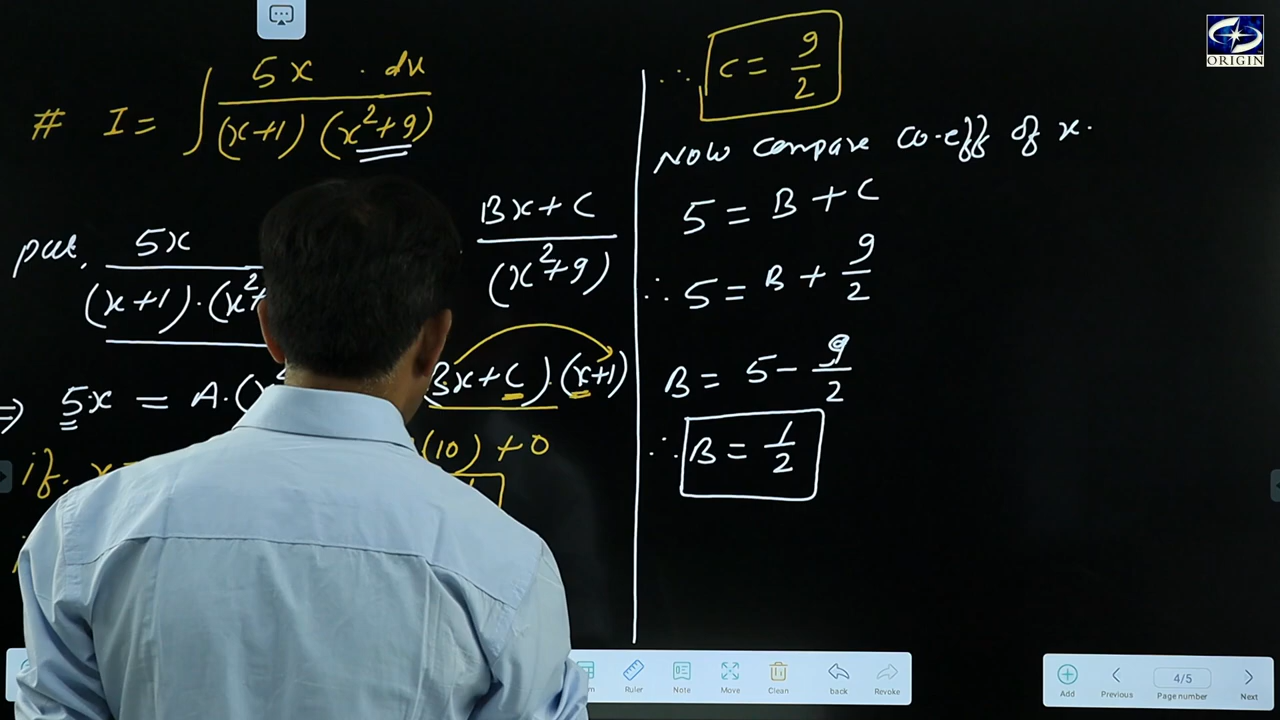 # I = ∫ 5x . dx / (x+1) (x²+9)
put, 5x / (x+1)·(x²+ Bx+C / (x²+9)
⇒ 5x = A·(x Bx+C)·(x+1)
if x = (10) + 0
∴ C = 9/2
Now compare co-eff of x.
5 = B + C
∴ 5 = B + 9/2
B = 5 - 9/2
∴ B = 1/2
ORIGIN
Ruler
Note
Move
Clean
back
Revoke
Add
Previous
4/5
Page number
Next